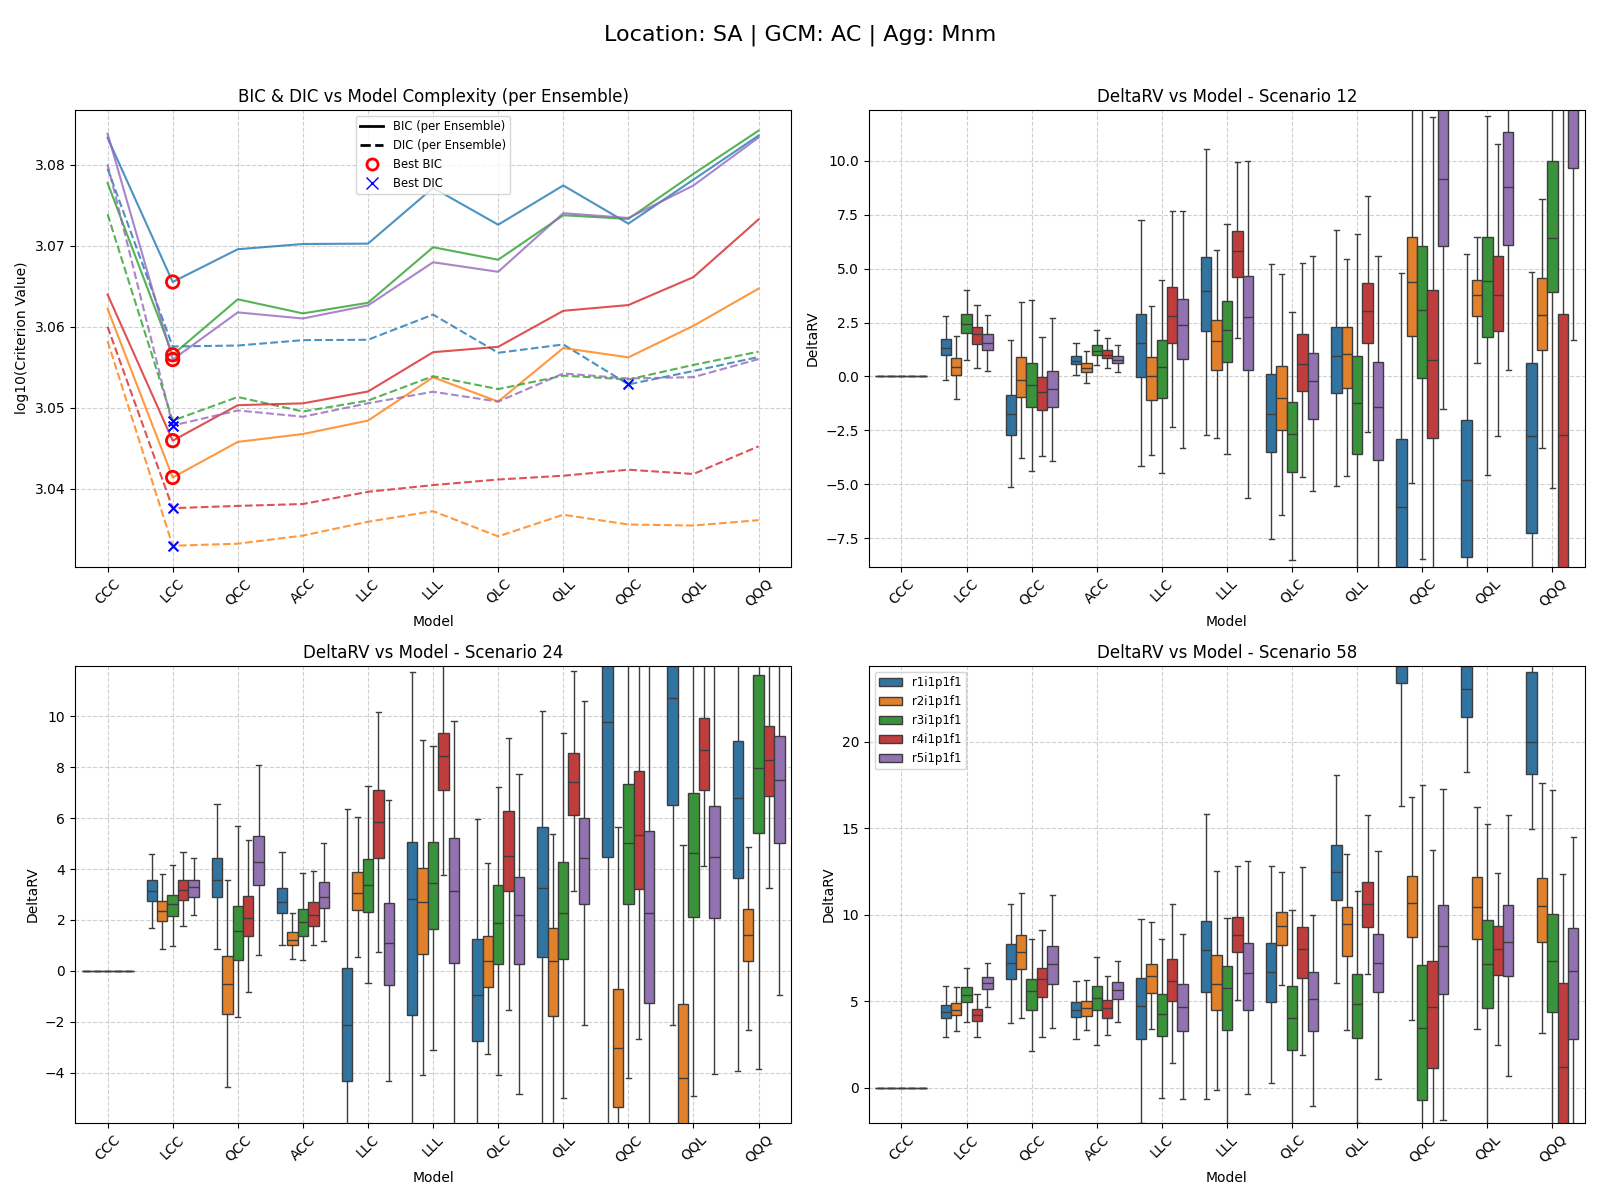 Location: SA | GCM: AC | Agg: Mnm
BIC & DIC vs Model Complexity (per Ensemble)
log10(Criterion Value)
3.08
3.07
3.06
3.05
3.04
BIC (per Ensemble)
DIC (per Ensemble)
Best BIC
Best DIC
CCC LCC QCC ACC LLC LLL QLC QLL QQC QQL QQQ
Model
DeltaRV vs Model - Scenario 12
DeltaRV
10.0
7.5
5.0
2.5
0.0
−2.5
−5.0
−7.5
CCC LCC QCC ACC LLC LLL QLC QLL QQC QQL QQQ
Model
DeltaRV vs Model - Scenario 24
DeltaRV
10
8
6
4
2
0
−2
−4
CCC LCC QCC ACC LLC LLL QLC QLL QQC QQL QQQ
Model
DeltaRV vs Model - Scenario 58
DeltaRV
20
15
10
5
0
r1i1p1f1
r2i1p1f1
r3i1p1f1
r4i1p1f1
r5i1p1f1
CCC LCC QCC ACC LLC LLL QLC QLL QQC QQL QQQ
Model